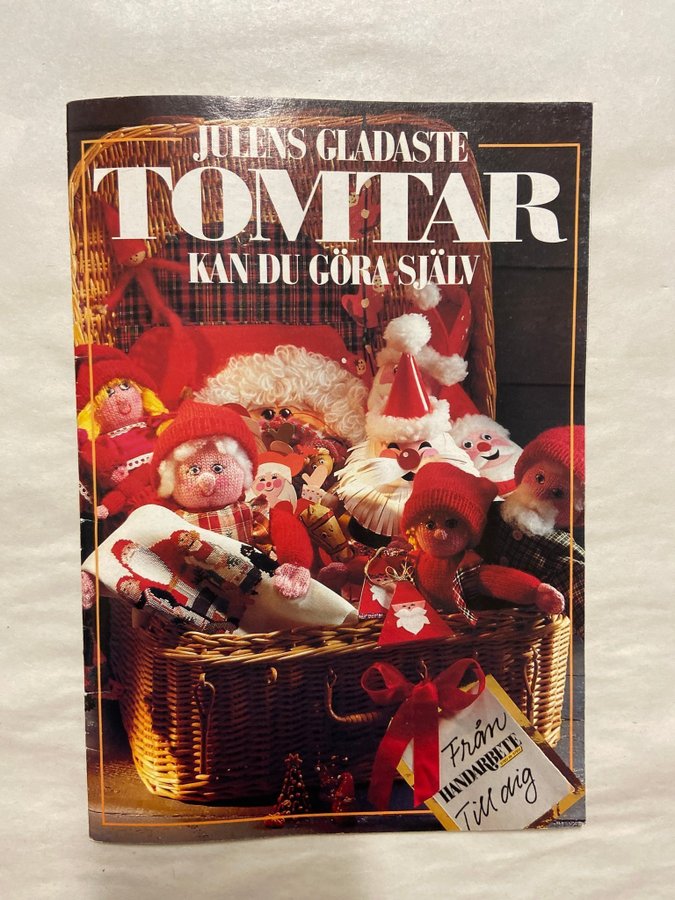 JULENS GLADASTE
TOMTAR
KAN DU GÖRA SJÄLV
Från
HANDARBETE
Till dig